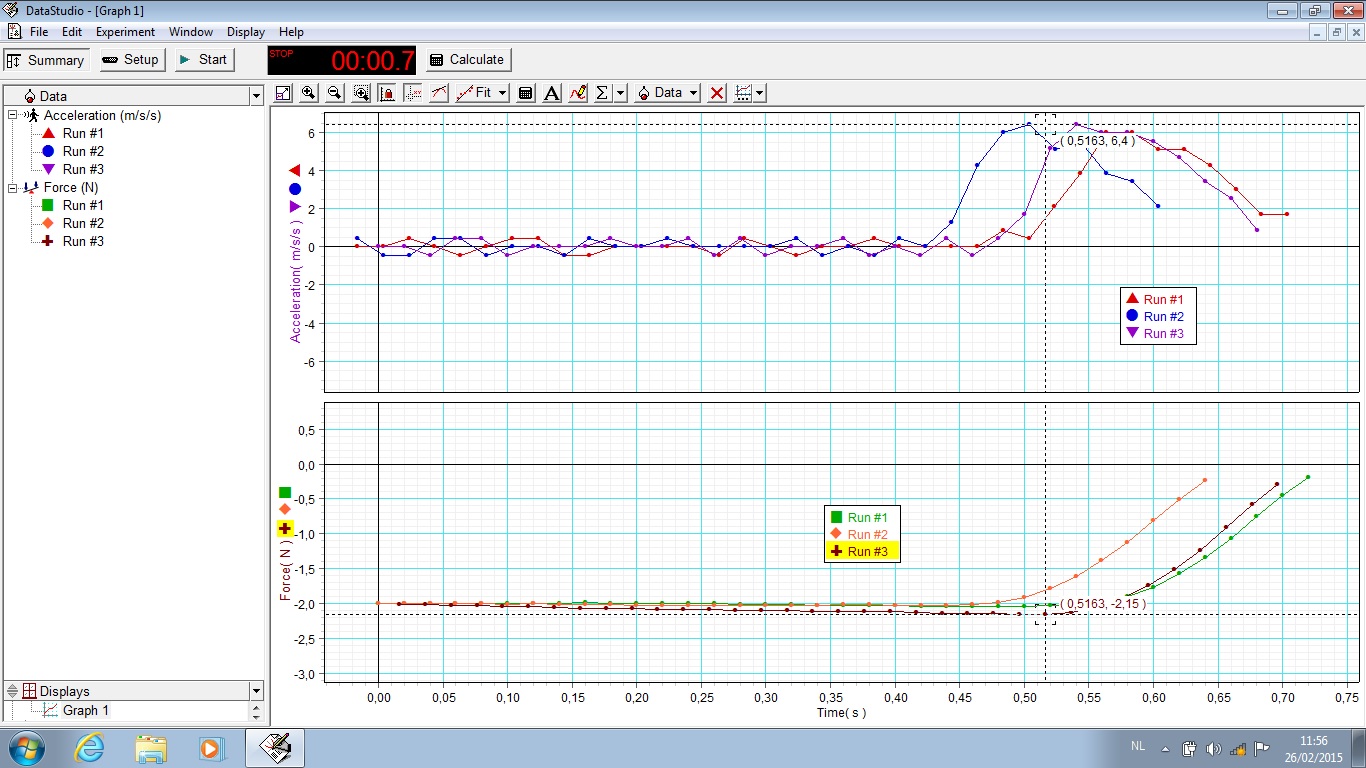 DataStudio - [Graph 1]
File Edit Experiment Window Display Help
Summary Setup Start STOP 00:00.7 Calculate
Data
Fit A Σ Data
Acceleration (m/s/s)
Run #1
Run #2
Run #3
Force (N)
Run #1
Run #2
Run #3
6
4
2
0
-2
-4
-6
Acceleration( m/s/s )
( 0,5163, 6,4 )
Run #1
Run #2
Run #3
0,5
0,0
-0,5
-1,0
-1,5
-2,0
-2,5
-3,0
Force( N )
Run #1
Run #2
Run #3
( 0,5163, -2,15 )
0,00 0,05 0,10 0,15 0,20 0,25 0,30 0,35 0,40 0,45 0,50 0,55 0,60 0,65 0,70 0,75
Time( s )
Displays
Graph 1
NL
11:56
26/02/2015